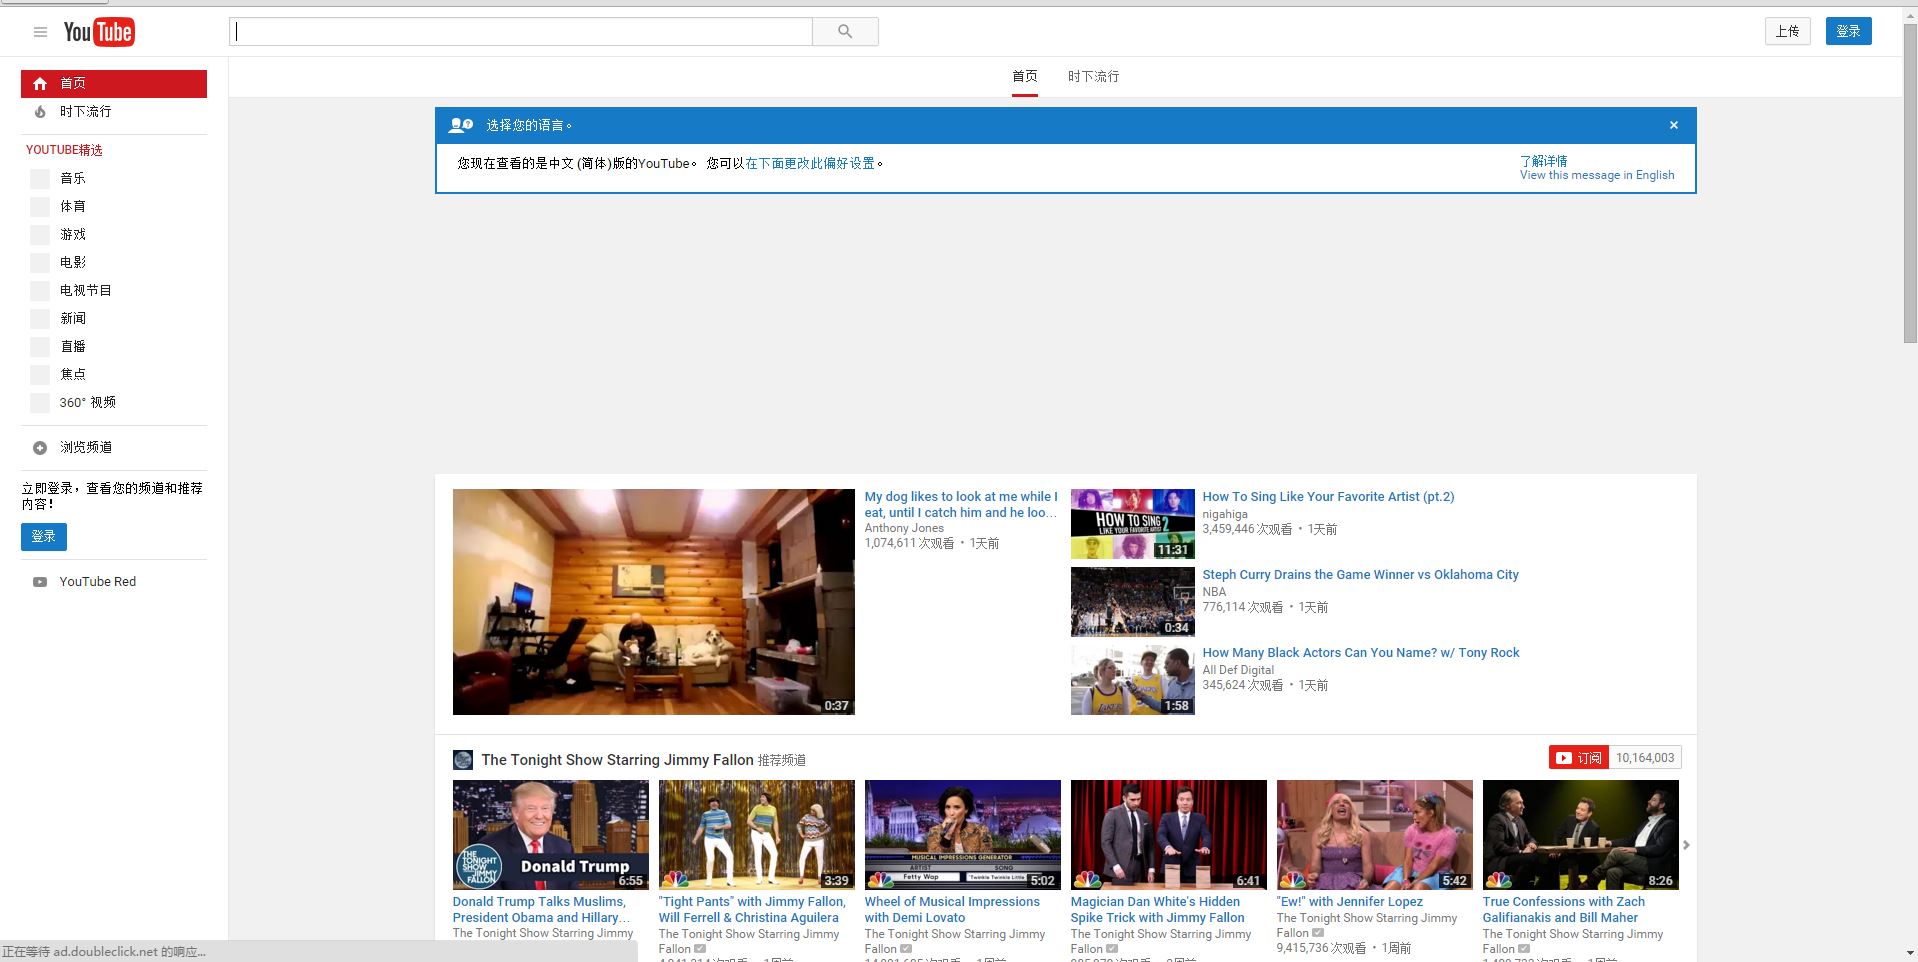 You Tube
上传
登录
首页
时下流行
首页
时下流行
YOUTUBE精选
音乐
体育
游戏
电影
电视节目
新闻
直播
焦点
360° 视频
浏览频道
立即登录，查看您的频道和推荐
内容！
登录
YouTube Red
选择您的语言。
×
您现在查看的是中文 (简体)版的YouTube。 您可以在下面更改此偏好设置。
了解详情
View this message in English
0:37
My dog likes to look at me while I
eat, until I catch him and he loo...
Anthony Jones
1,074,611 次观看 • 1天前
HOW TO SING 2
LIKE YOUR FAVORITE ARTIST
11:31
How To Sing Like Your Favorite Artist (pt.2)
nigahiga
3,459,446 次观看 • 1天前
0:34
Steph Curry Drains the Game Winner vs Oklahoma City
NBA
776,114 次观看 • 1天前
1:58
How Many Black Actors Can You Name? w/ Tony Rock
All Def Digital
345,624 次观看 • 1天前
The Tonight Show Starring Jimmy Fallon 推荐频道
订阅 10,164,003
THE
TONIGHT
SHOW
STARRING JIMMY
FALLON
Donald Trump
6:55
Donald Trump Talks Muslims,
President Obama and Hillary...
The Tonight Show Starring Jimmy
3:39
"Tight Pants" with Jimmy Fallon,
Will Ferrell & Christina Aguilera
The Tonight Show Starring Jimmy
Fallon
MUSICAL IMPRESSIONS GENERATOR
ARTIST SONG
Fetty Wap "Twinkle Twinkle Little
5:02
Wheel of Musical Impressions
with Demi Lovato
The Tonight Show Starring Jimmy
Fallon
6:41
Magician Dan White's Hidden
Spike Trick with Jimmy Fallon
The Tonight Show Starring Jimmy
Fallon
5:42
"Ew!" with Jennifer Lopez
The Tonight Show Starring Jimmy
Fallon
9,415,736 次观看 • 1周前
8:26
True Confessions with Zach
Galifianakis and Bill Maher
The Tonight Show Starring Jimmy
Fallon
正在等待 ad.doubleclick.net 的响应...